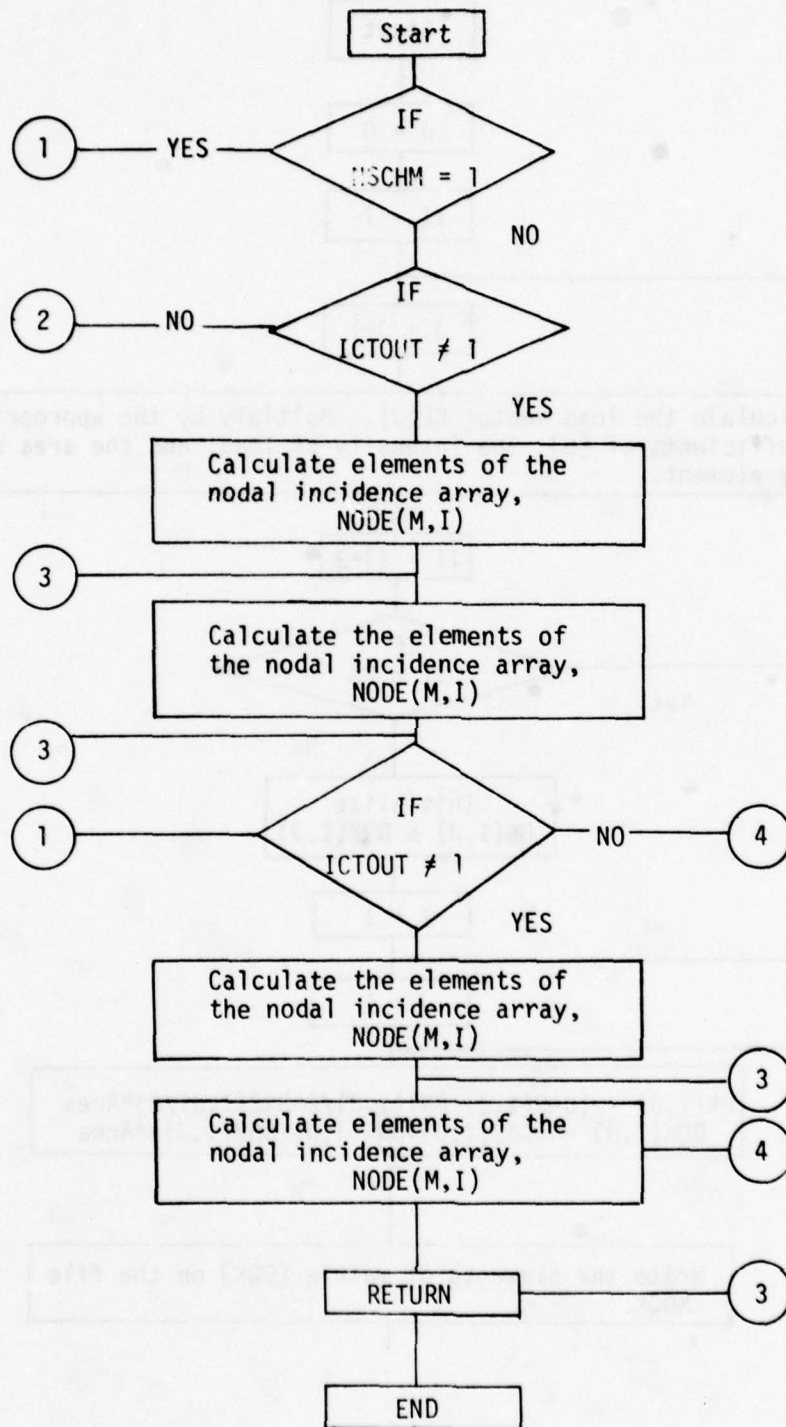 Start
IF
1 YES NSCHM = 1
NO
IF
2 NO ICTOUT ≠ 1
YES
Calculate elements of the
nodal incidence array,
NODE(M,I)
3
Calculate the elements of
the nodal incidence array,
NODE(M,I)
3
IF
1 NO 4
ICTOUT ≠ 1
YES
Calculate the elements of
the nodal incidence array,
NODE(M,I)
3
Calculate the elements of the
nodal incidence array,
NODE(M,I)
4
RETURN 3
END